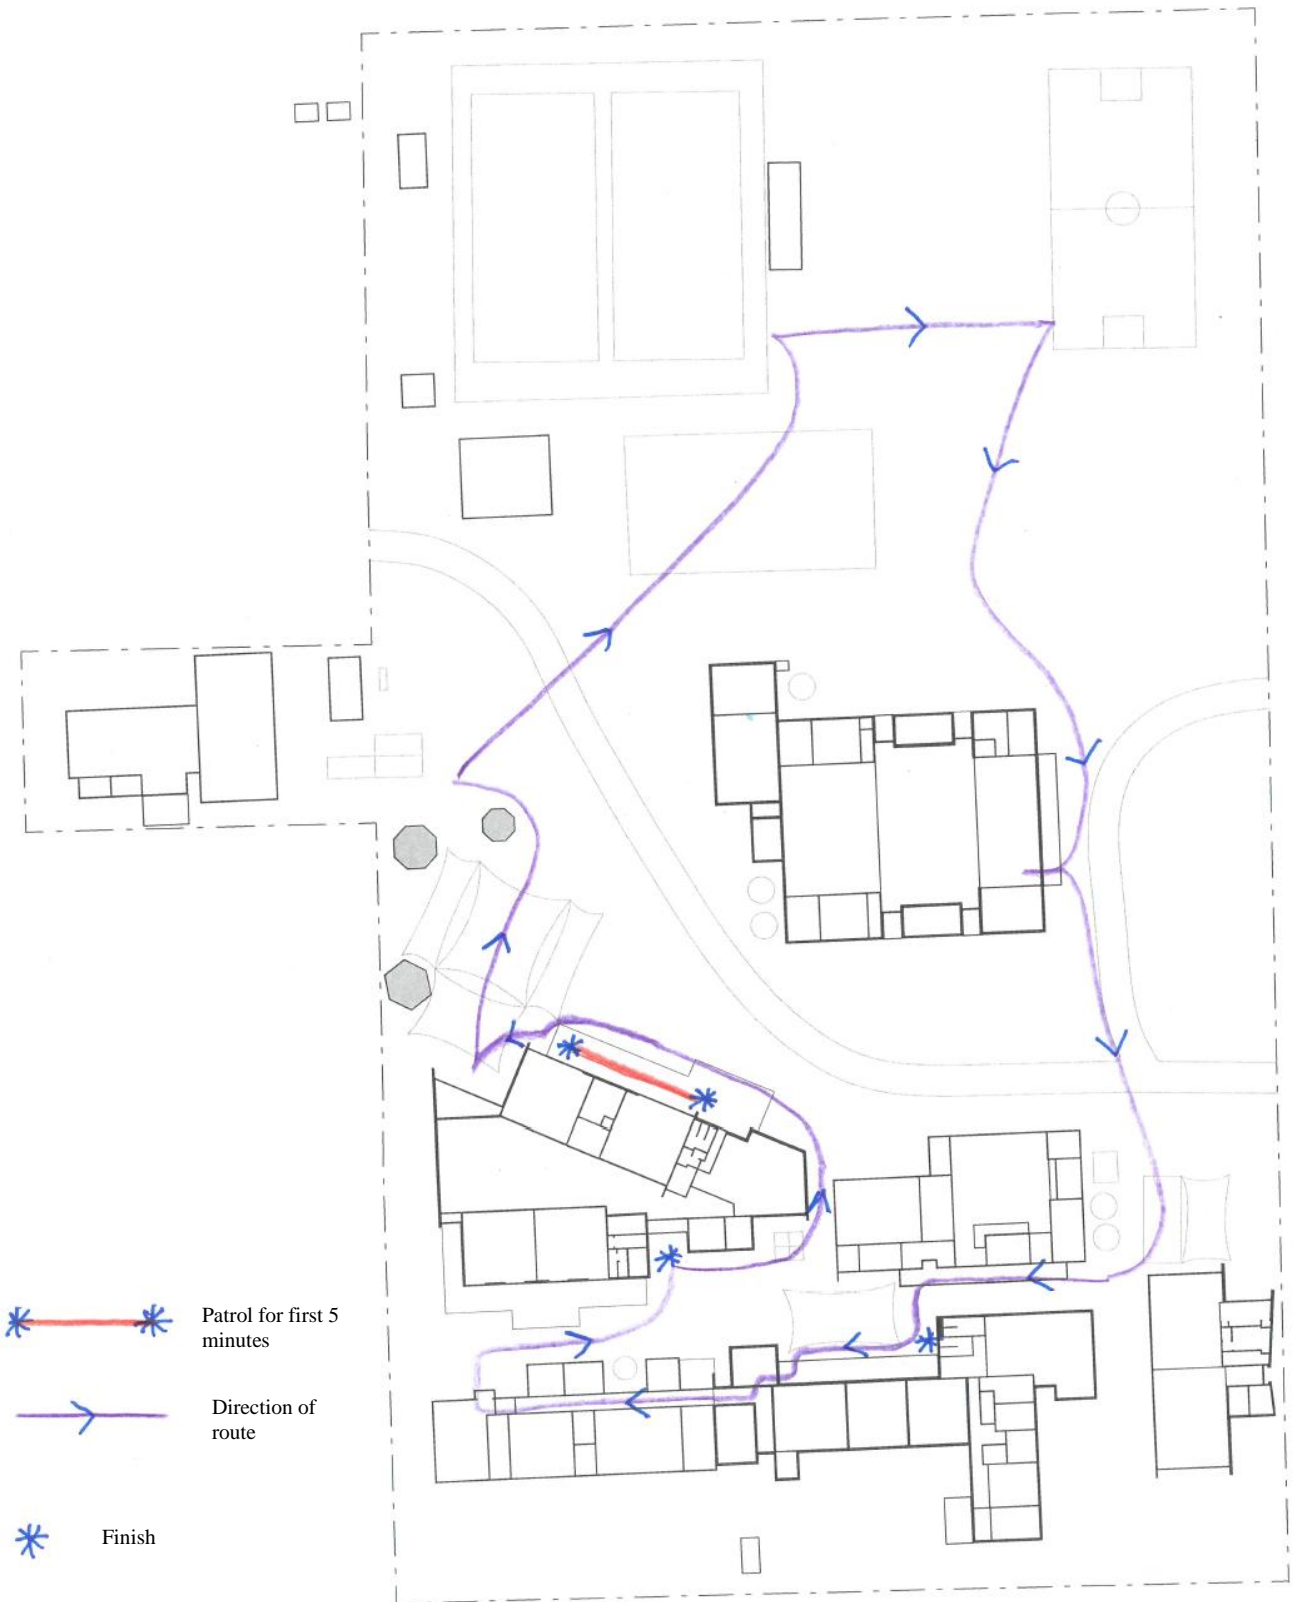 Patrol for first 5
minutes
Direction of
route
Finish